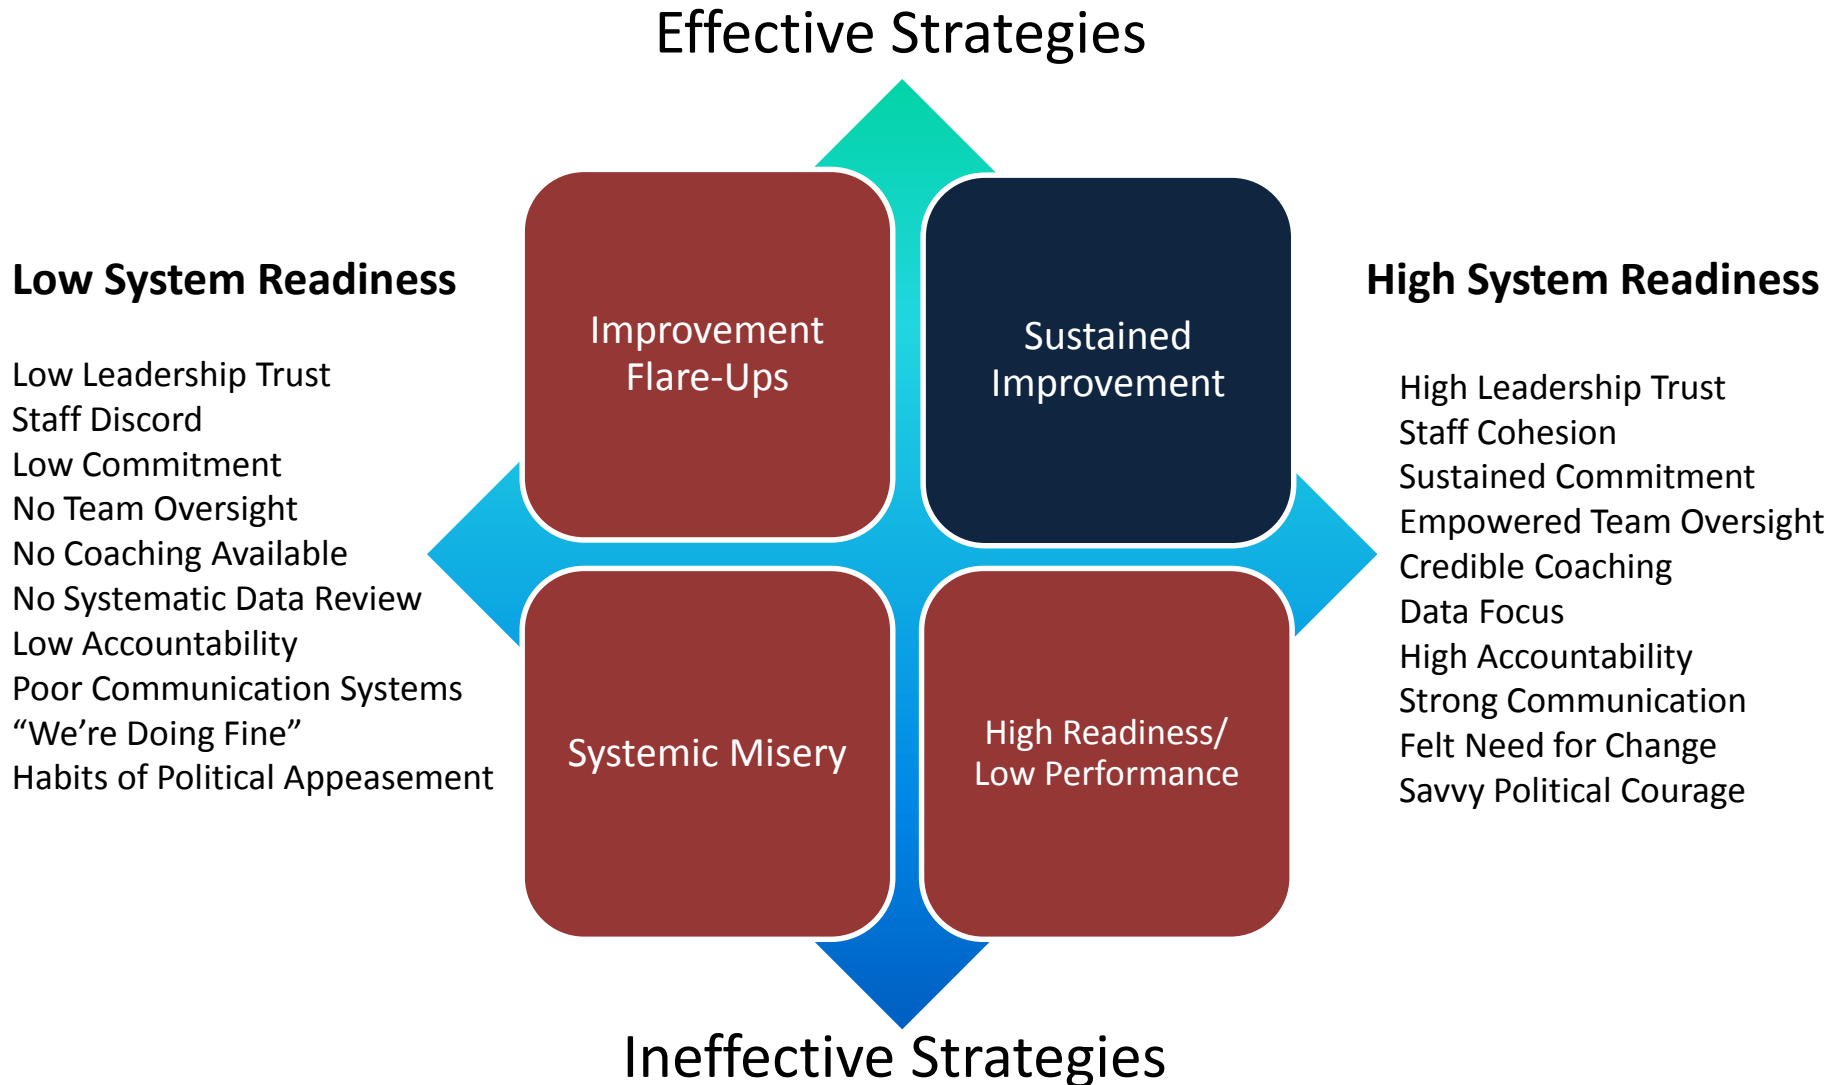 Effective Strategies
Low System Readiness
Low Leadership Trust
Staff Discord
Low Commitment
No Team Oversight
No Coaching Available
No Systematic Data Review
Low Accountability
Poor Communication Systems
“We’re Doing Fine”
Habits of Political Appeasement
Improvement
Flare-Ups
Sustained
Improvement
Systemic Misery
High Readiness/
Low Performance
High System Readiness
High Leadership Trust
Staff Cohesion
Sustained Commitment
Empowered Team Oversight
Credible Coaching
Data Focus
High Accountability
Strong Communication
Felt Need for Change
Savvy Political Courage
Ineffective Strategies